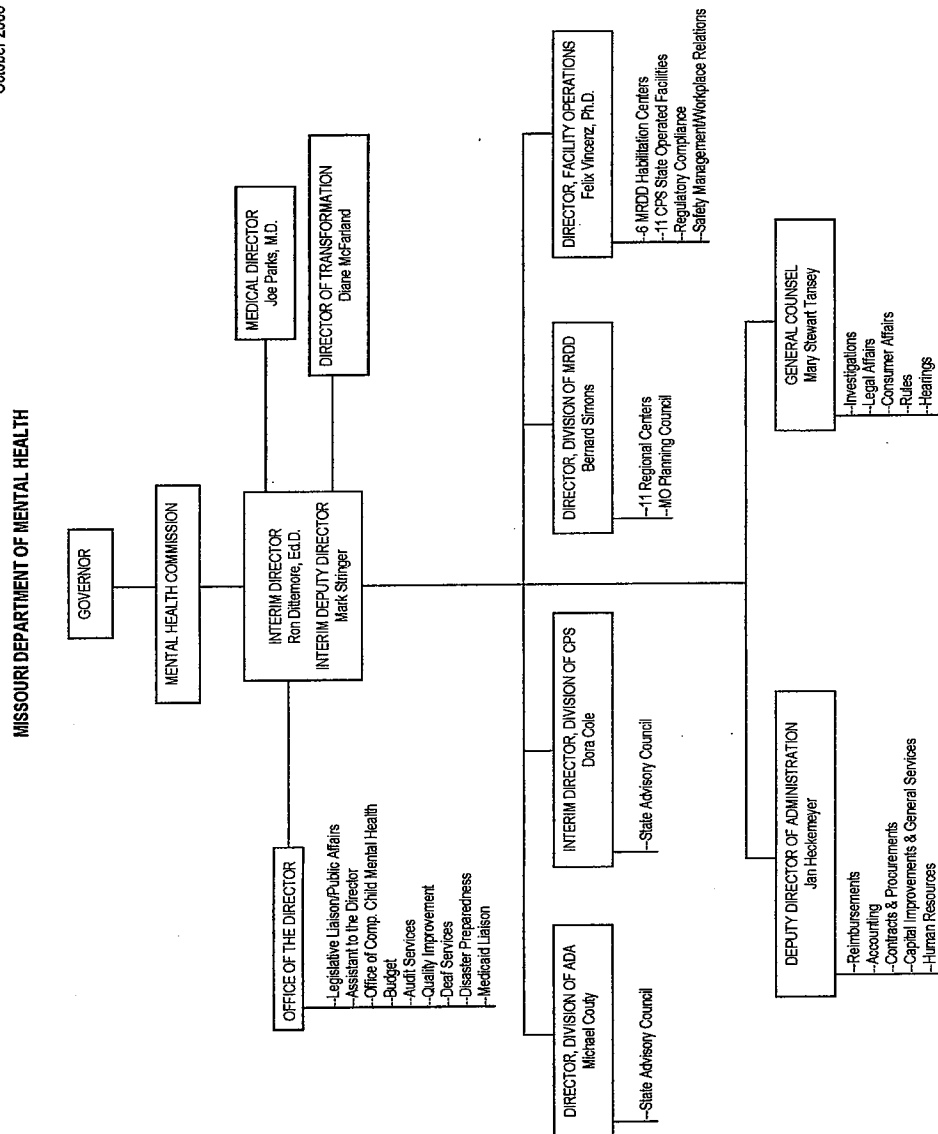 MISSOURI DEPARTMENT OF MENTAL HEALTH
GOVERNOR
MENTAL HEALTH COMMISSION
INTERIM DIRECTOR
Ron Dittemore, Ed.D.
INTERIM DEPUTY DIRECTOR
Mark Stringer
MEDICAL DIRECTOR
Joe Parks, M.D.
DIRECTOR OF TRANSFORMATION
Diane McFarland
OFFICE OF THE DIRECTOR
--Legislative Liaison/Public Affairs
--Assistant to the Director
--Office of Comp. Child Mental Health
--Budget
--Audit Services
--Quality Improvement
--Deaf Services
--Disaster Preparedness
--Medicaid Liaison
DIRECTOR, DIVISION OF ADA
Michael Couty
--State Advisory Council
INTERIM DIRECTOR, DIVISION OF CPS
Dora Cole
--State Advisory Council
DIRECTOR, DIVISION OF MRDD
Bernard Simons
--11 Regional Centers
--MO Planning Council
DIRECTOR, FACILITY OPERATIONS
Felix Vincenz, Ph.D.
--6 MRDD Habilitation Centers
--11 CPS State Operated Facilities
--Regulatory Compliance
--Safety Management/Workplace Relations
DEPUTY DIRECTOR OF ADMINISTRATION
Jan Heckemeyer
--Reimbursements
--Accounting
--Contracts & Procurements
--Capital Improvements & General Services
--Human Resources
GENERAL COUNSEL
Mary Stewart Tansey
--Investigations
--Legal Affairs
--Consumer Affairs
--Rules
--Hearings